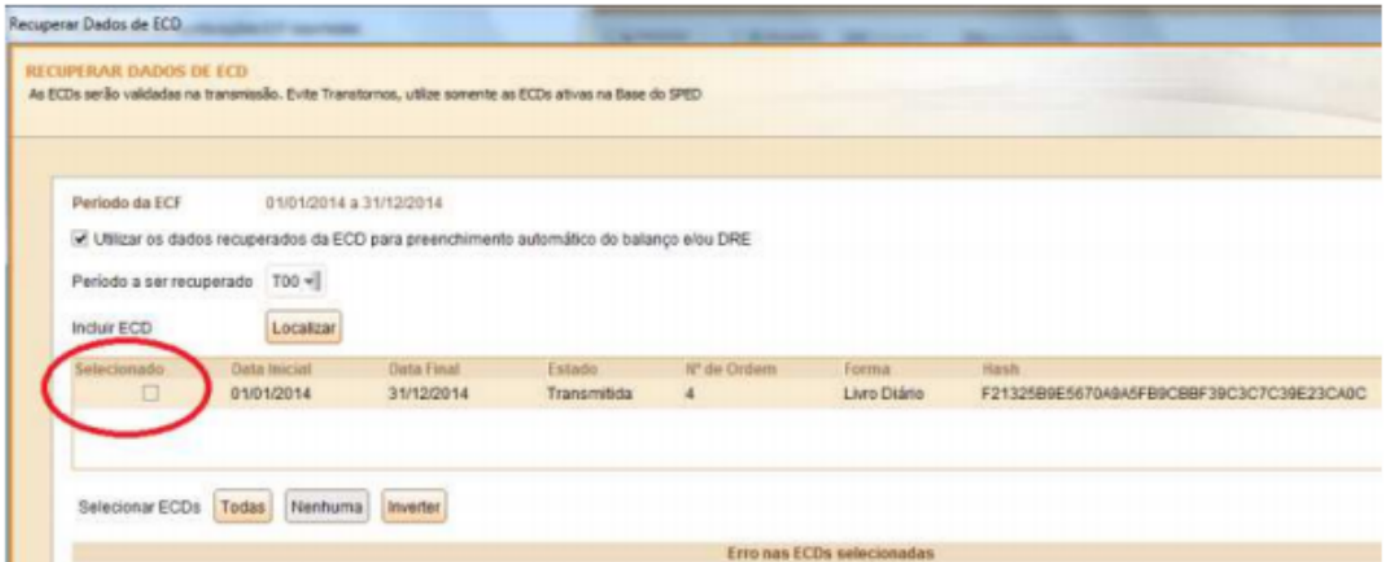 Recuperar Dados de ECD
RECUPERAR DADOS DE ECD
As ECDs serão validadas na transmissão. Evite Transtornos, utilize somente as ECDs ativas na Base do SPED
Período da ECF 01/01/2014 a 31/12/2014
Utilizar os dados recuperados da ECD para preenchimento automático do balanço e/ou DRE
Período a ser recuperado T00
Incluir ECD Localizar
Selecionado Data Inicial Data Final Estado Nº de Ordem Forma Hash
01/01/2014 31/12/2014 Transmitida 4 Livro Diário F21325B9E5670A9A5FB9CBBF39C3C7C39E23CA0C
Selecionar ECDs Todas Nenhuma Inverter
Erro nas ECDs selecionadas